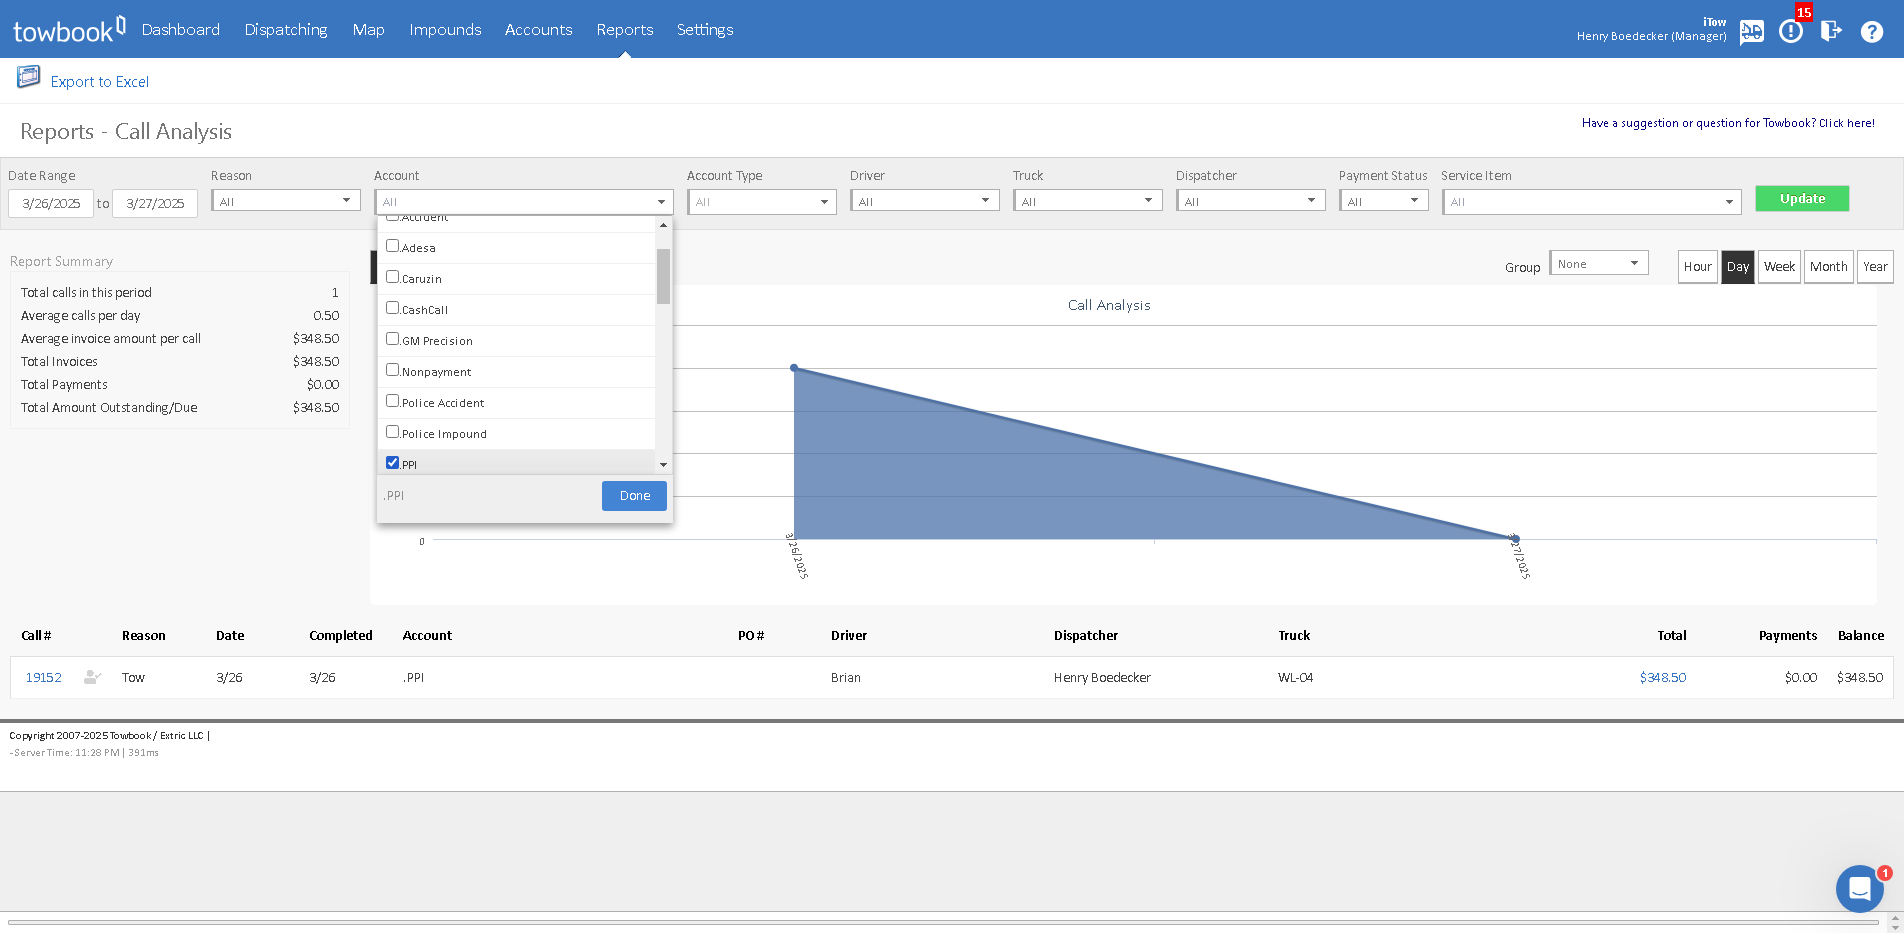 towbook
Dashboard Dispatching Map Impounds Accounts Reports Settings
iTow
Henry Boedecker (Manager)
15
Export to Excel
Reports - Call Analysis
Have a suggestion or question for Towbook? Click here!
Date Range Reason Account Account Type Driver Truck Dispatcher Payment Status Service Item
3/26/2025 to 3/27/2025 All All All All All All All All Update
.Accident
.Adesa
.Caruzin
.CashCall
.GM Precision
.Nonpayment
.Police Accident
.Police Impound
.PPI
.PPI Done
Report Summary
Total calls in this period 1
Average calls per day 0.50
Average invoice amount per call $348.50
Total Invoices $348.50
Total Payments $0.00
Total Amount Outstanding/Due $348.50
Group None Hour Day Week Month Year
Call Analysis
0
3/26/2025 3/27/2025
Call # Reason Date Completed Account PO # Driver Dispatcher Truck Total Payments Balance
19152 Tow 3/26 3/26 .PPI Brian Henry Boedecker WL-04 $348.50 $0.00 $348.50
Copyright 2007-2025 Towbook / Extric LLC |
-Server Time: 11:28 PM | 391ms
1